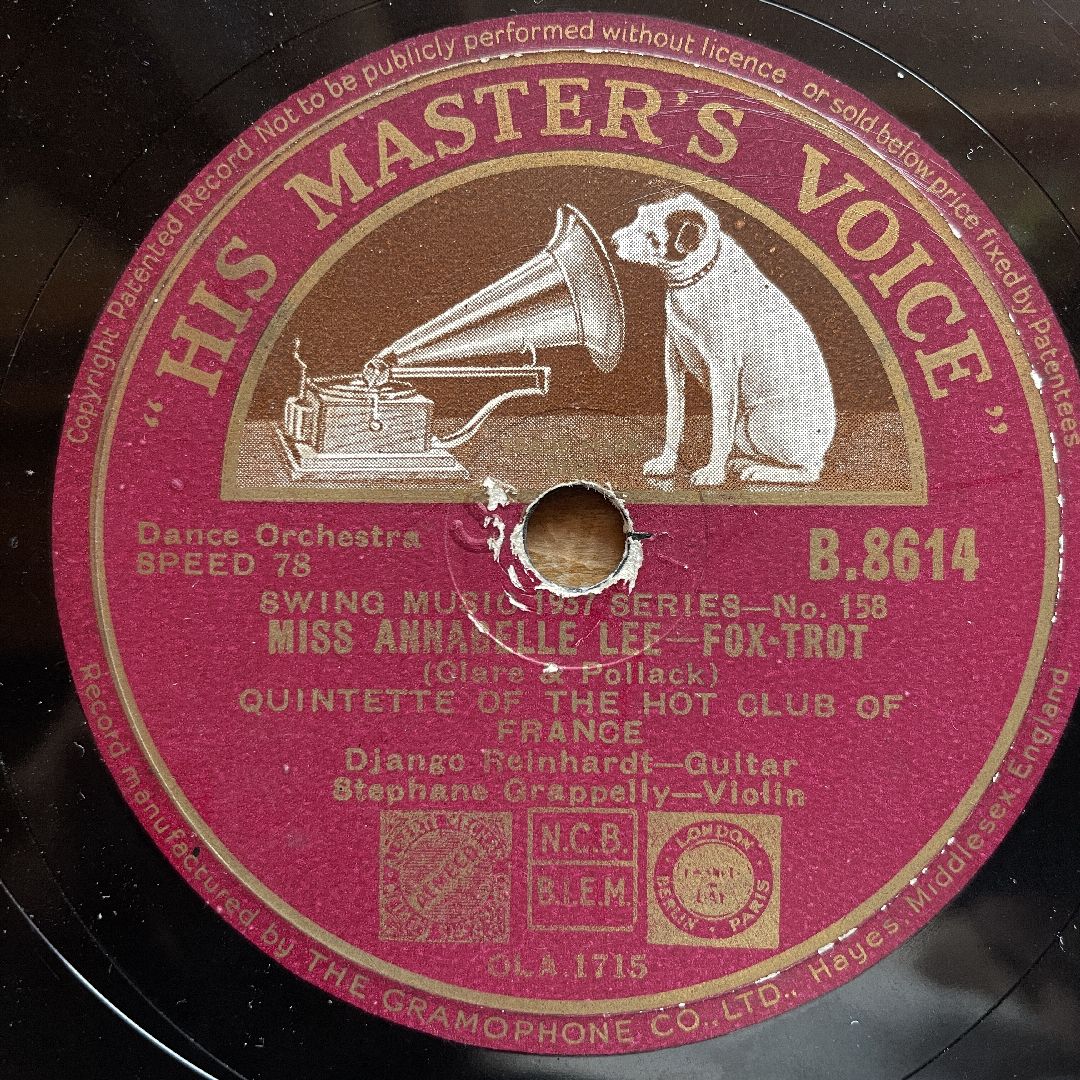 Copyright. Patented Record. Not to be publicly performed without licence or sold below price fixed by Patentees
"HIS MASTER'S VOICE"
Dance Orchestra
B.8614
SPEED 78
SWING MUSIC 1937 SERIES—No. 158
MISS ANNABELLE LEE—FOX-TROT
(Clare & Pollack)
QUINTETTE OF THE HOT CLUB OF
FRANCE
Django Reinhardt—Guitar
Stephane Grappelly—Violin
N.C.B.
B.I.E.M.
LONDON · PARIS · BERLIN
OLA 1715
Record manufactured by THE GRAMOPHONE CO., LTD., Hayes, Middlesex, England